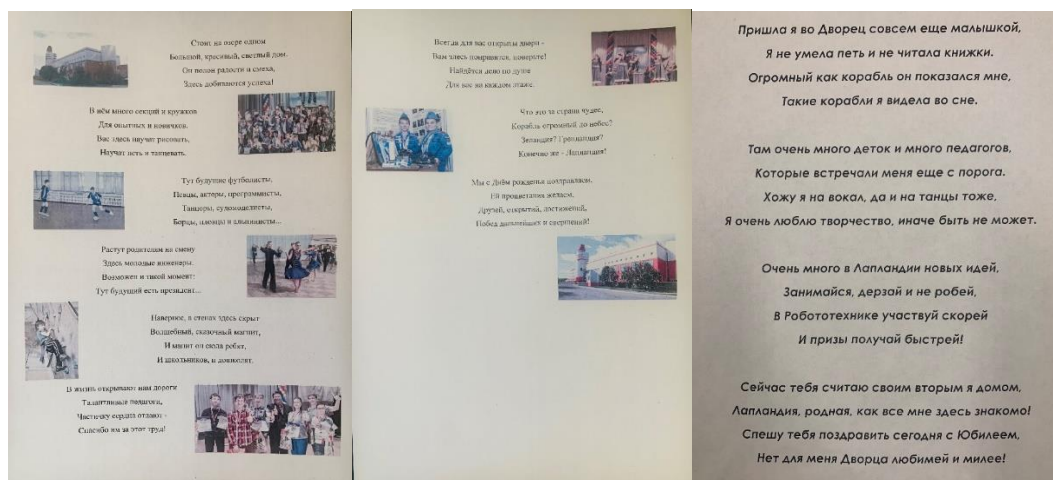 Стоит на озере одном
Большой, красивый, светлый дом.
Он полон радости и смеха,
Здесь добиваются успеха!
В нём много секций и кружков
Для опытных и новичков.
Вас здесь научат рисовать,
Научат петь и танцевать.
Тут будущие футболисты,
Певцы, актеры, программисты,
Танцоры, судомоделисты,
Борцы, пловцы и альпинисты...
Растут родителям на смену
Здесь молодые инженеры.
Возможен и такой момент:
Тут будущий есть президент...
Наверное, в стенах здесь скрыт
Волшебный, сказочный магнит,
И манит он сюда ребят,
И школьников, и дошколят.
В жизнь открывают нам дороги
Талантливые педагоги,
Частичку сердца отдают -
Спасибо им за этот труд!
Всегда для вас открыты двери -
Вам здесь понравится, поверьте!
Найдётся дело по душе
Для вас на каждом этаже.
Что это за страна чудес,
Корабль огромный до небес?
Зеландия? Гренландия?
Конечно же - Лапландия!
Мы с Днём рождения поздравляем,
Ей процветания желаем,
Друзей, открытий, достижений,
Побед дальнейших и свершений!
Пришла я во Дворец совсем еще малышкой,
Я не умела петь и не читала книжки.
Огромный как корабль он показался мне,
Такие корабли я видела во сне.
Там очень много деток и много педагогов,
Которые встречали меня еще с порога.
Хожу я на вокал, да и на танцы тоже,
Я очень люблю творчество, иначе быть не может.
Очень много в Лапландии новых идей,
Занимайся, дерзай и не робей,
В Робототехнике участвуй скорей
И призы получай быстрей!
Сейчас тебя считаю своим вторым я домом,
Лапландия, родная, как все мне здесь знакомо!
Спешу тебя поздравить сегодня с Юбилеем,
Нет для меня Дворца любимей и милее!